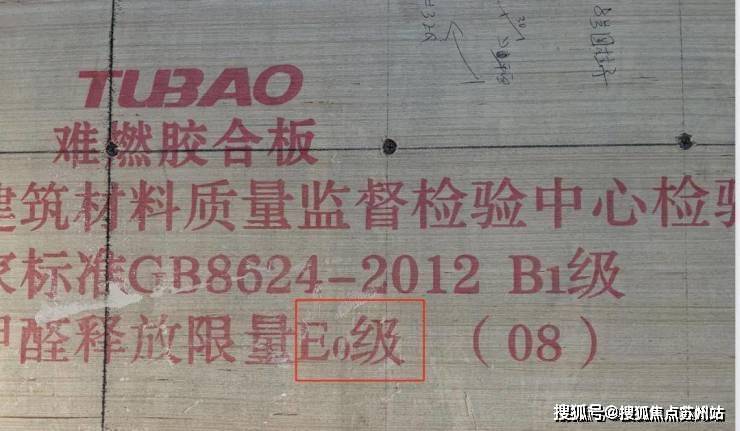 TUBAO
难燃胶合板
建筑材料质量监督检验中心检验
家标准GB8624-2012 B1级
甲醛释放限量E0级 (08)
搜狐号@搜狐焦点苏州站